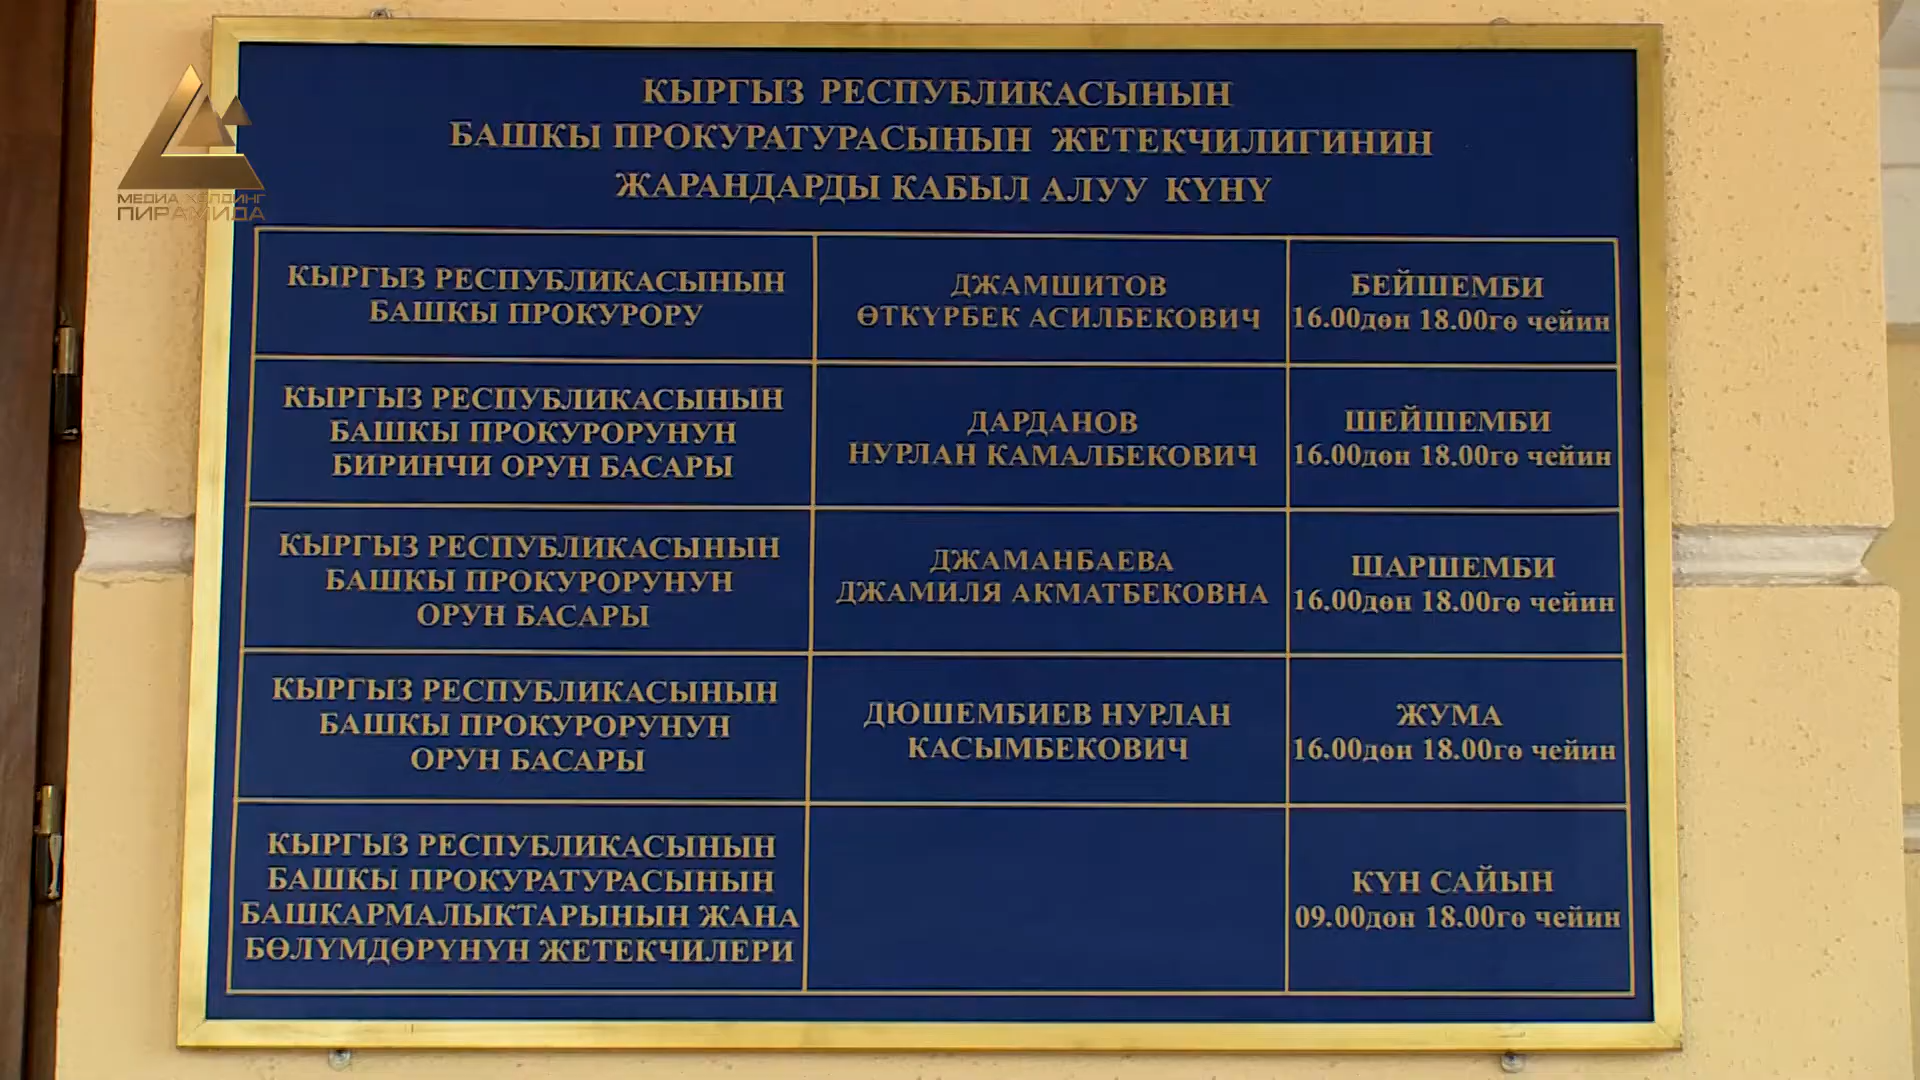 МЕДИА ХОЛДИНГ
ПИРАМИДА
КЫРГЫЗ РЕСПУБЛИКАСЫНЫН
БАШКЫ ПРОКУРАТУРАСЫНЫН ЖЕТЕКЧИЛИГИНИН
ЖАРАНДАРДЫ КАБЫЛ АЛУУ КҮНҮ
КЫРГЫЗ РЕСПУБЛИКАСЫНЫН
БАШКЫ ПРОКУРОРУ
ДЖАМШИТОВ
ӨТКҮРБЕК АСИЛБЕКОВИЧ
БЕЙШЕМБИ
16.00дөн 18.00гө чейин
КЫРГЫЗ РЕСПУБЛИКАСЫНЫН
БАШКЫ ПРОКУРОРУНУН
БИРИНЧИ ОРУН БАСАРЫ
ДАРДАНОВ
НУРЛАН КАМАЛБЕКОВИЧ
ШЕЙШЕМБИ
16.00дөн 18.00гө чейин
КЫРГЫЗ РЕСПУБЛИКАСЫНЫН
БАШКЫ ПРОКУРОРУНУН
ОРУН БАСАРЫ
ДЖАМАНБАЕВА
ДЖАМИЛЯ АКМАТБЕКОВНА
ШАРШЕМБИ
16.00дөн 18.00гө чейин
КЫРГЫЗ РЕСПУБЛИКАСЫНЫН
БАШКЫ ПРОКУРОРУНУН
ОРУН БАСАРЫ
ДЮШЕМБИЕВ НУРЛАН
КАСЫМБЕКОВИЧ
ЖУМА
16.00дөн 18.00гө чейин
КЫРГЫЗ РЕСПУБЛИКАСЫНЫН
БАШКЫ ПРОКУРАТУРАСЫНЫН
БАШКАРМАЛЫКТАРЫНЫН ЖАНА
БӨЛҮМДӨРҮНҮН ЖЕТЕКЧИЛЕРИ
КҮН САЙЫН
09.00дөн 18.00гө чейин